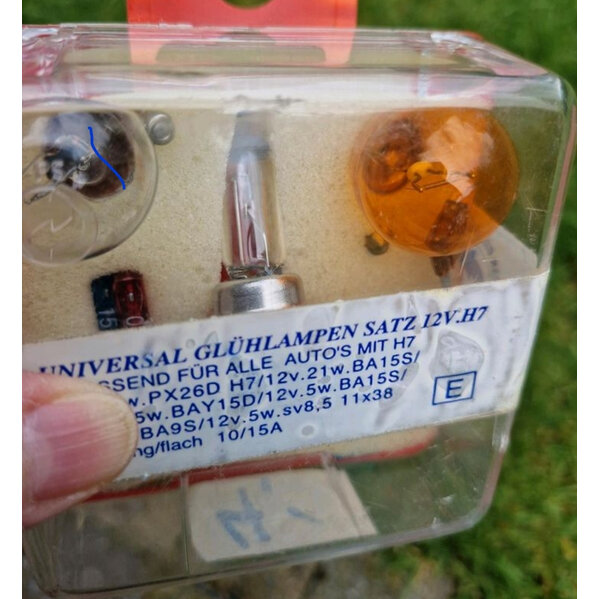 15
UNIVERSAL GLÜHLAMPEN SATZ 12V.H7
SSEND FÜR ALLE AUTO'S MIT H7
w.PX26D H7/12v.21w.BA15S/
5w.BAY15D/12v.5w.BA15S/
BA9S/12v.5w.sv8,5 11x38
ng/flach 10/15A
E